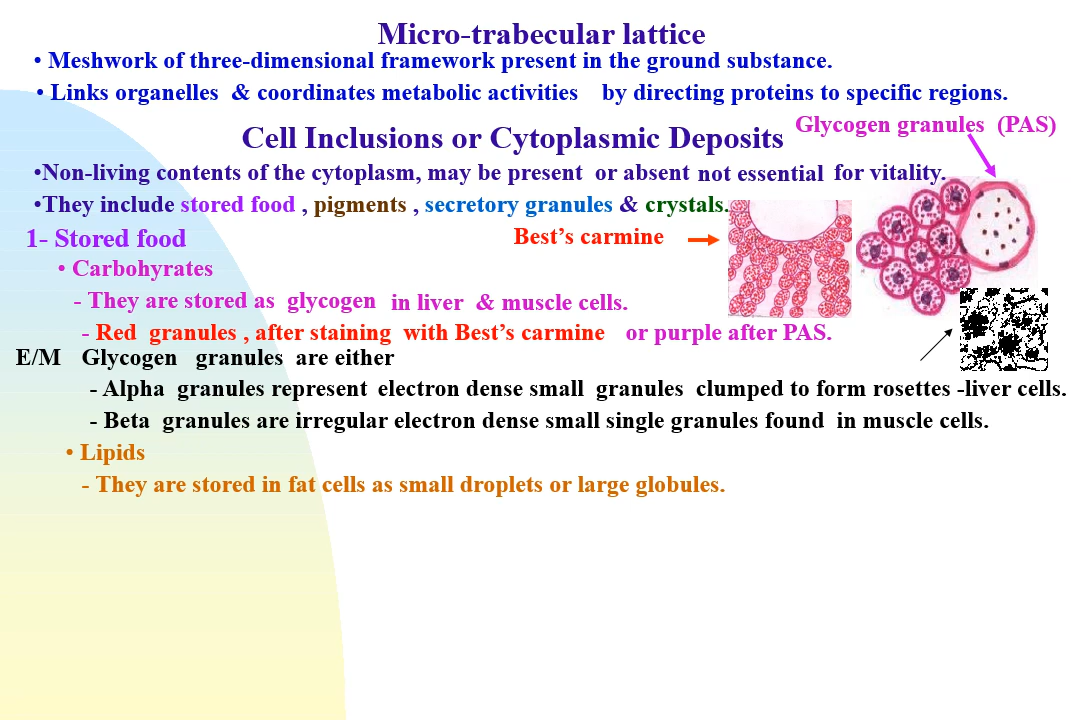 Micro-trabecular lattice
• Meshwork of three-dimensional framework present in the ground substance.
• Links organelles & coordinates metabolic activities by directing proteins to specific regions.
Glycogen granules (PAS)
Cell Inclusions or Cytoplasmic Deposits
•Non-living contents of the cytoplasm, may be present or absent not essential for vitality.
•They include stored food , pigments , secretory granules & crystals.
1- Stored food
Best's carmine
• Carbohyrates
- They are stored as glycogen in liver & muscle cells.
- Red granules , after staining with Best's carmine or purple after PAS.
E/M Glycogen granules are either
- Alpha granules represent electron dense small granules clumped to form rosettes -liver cells.
- Beta granules are irregular electron dense small single granules found in muscle cells.
• Lipids
- They are stored in fat cells as small droplets or large globules.